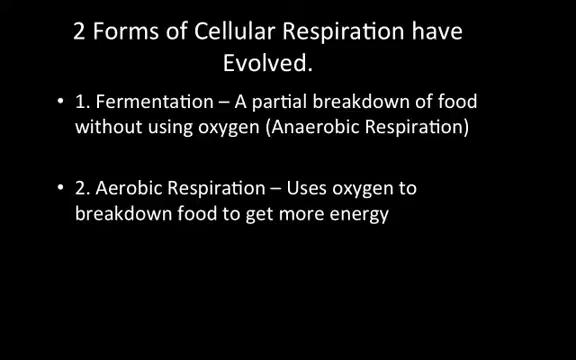 2 Forms of Cellular Respiration have
Evolved.
• 1. Fermentation – A partial breakdown of food
without using oxygen (Anaerobic Respiration)
• 2. Aerobic Respiration – Uses oxygen to
breakdown food to get more energy